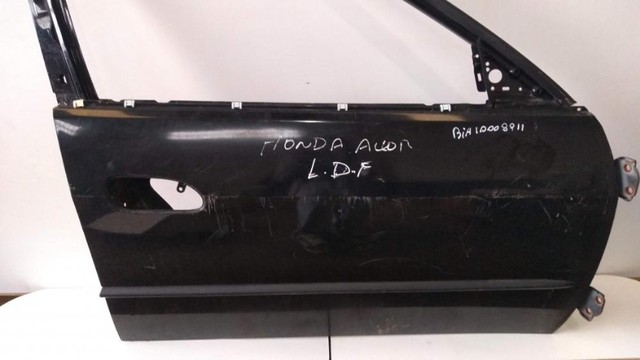 HONDA ACCOR
L.D.F
BIA10008911